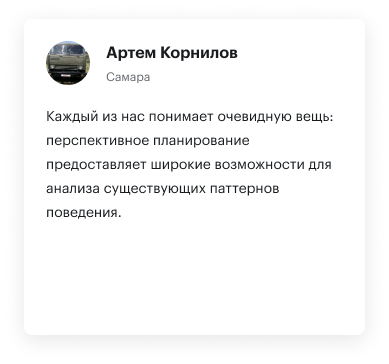 Артем Корнилов
Самара
Каждый из нас понимает очевидную вещь:
перспективное планирование
предоставляет широкие возможности для
анализа существующих паттернов
поведения.